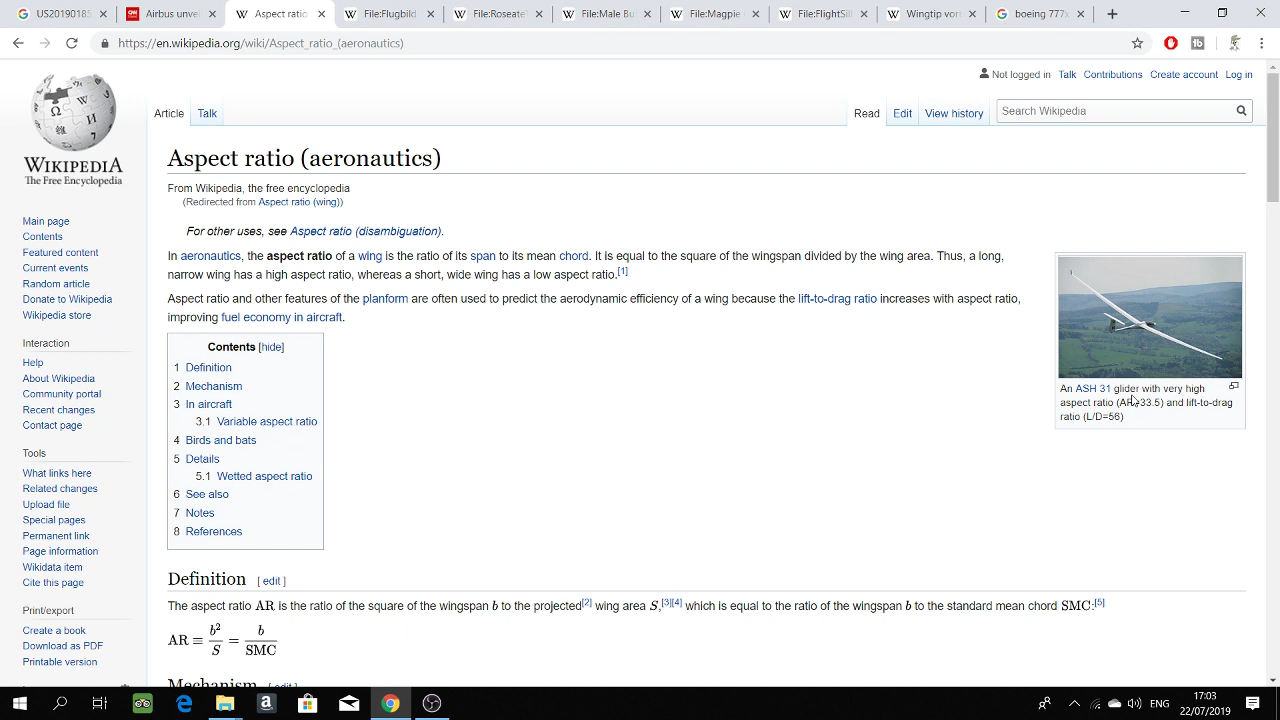 US2019018
Airbus unvei
Aspect ratio
File:Flugbild
File:Roseate
File:Male Bu
File:Magpie
File:FlightSil
Wingtip vort
boeing 777x
https://en.wikipedia.org/wiki/Aspect_ratio_(aeronautics)
Not logged in Talk Contributions Create account Log in
Article Talk Read Edit View history Search Wikipedia
WIKIPEDIA
The Free Encyclopedia
Main page
Contents
Featured content
Current events
Random article
Donate to Wikipedia
Wikipedia store
Interaction
Help
About Wikipedia
Community portal
Recent changes
Contact page
Tools
What links here
Related changes
Upload file
Special pages
Permanent link
Page information
Wikidata item
Cite this page
Print/export
Create a book
Download as PDF
Printable version
Aspect ratio (aeronautics)
From Wikipedia, the free encyclopedia
(Redirected from Aspect ratio (wing))
For other uses, see Aspect ratio (disambiguation).
In aeronautics, the aspect ratio of a wing is the ratio of its span to its mean chord. It is equal to the square of the wingspan divided by the wing area. Thus, a long,
narrow wing has a high aspect ratio, whereas a short, wide wing has a low aspect ratio.[1]
Aspect ratio and other features of the planform are often used to predict the aerodynamic efficiency of a wing because the lift-to-drag ratio increases with aspect ratio,
improving fuel economy in aircraft.
An ASH 31 glider with very high
aspect ratio (AR=33.5) and lift-to-drag
ratio (L/D=56)
Contents [hide]
1 Definition
2 Mechanism
3 In aircraft
3.1 Variable aspect ratio
4 Birds and bats
5 Details
5.1 Wetted aspect ratio
6 See also
7 Notes
8 References
Definition [ edit ]
The aspect ratio AR is the ratio of the square of the wingspan b to the projected[2] wing area S,[3][4] which is equal to the ratio of the wingspan b to the standard mean chord SMC:[5]
AR ≡ b²/S = b/SMC
Mechanism [ edit ]
ENG
17:03
22/07/2019